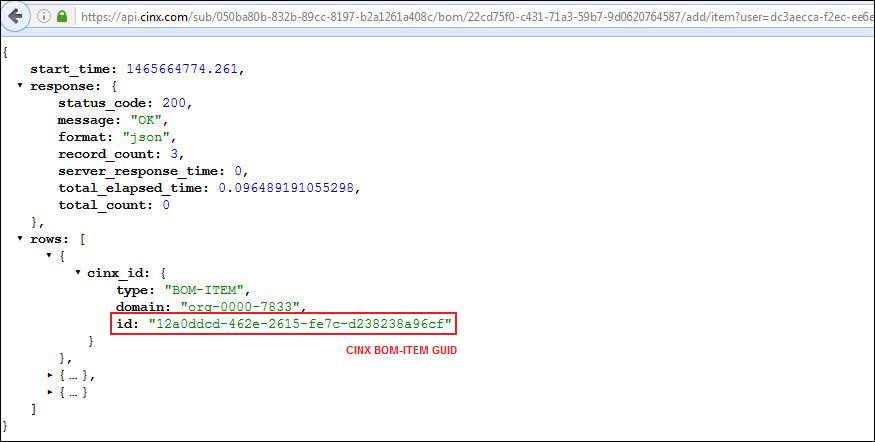 https://api.cinx.com/sub/050ba80b-832b-89cc-8197-b2a1261a408c/bom/22cd75f0-c431-71a3-59b7-9d0620764587/add/item?user=dc3aecca-f2ec-ee6e
{
start_time: 1465664774.261,
response: {
status_code: 200,
message: "OK",
format: "json",
record_count: 3,
server_response_time: 0,
total_elapsed_time: 0.096489191055298,
total_count: 0
},
rows: [
{
cinx_id: {
type: "BOM-ITEM",
domain: "org-0000-7833",
id: "12a0ddcd-462e-2615-fe7c-d238238a96cf"
}
CINX BOM-ITEM GUID
},
{…},
{…}
]
}